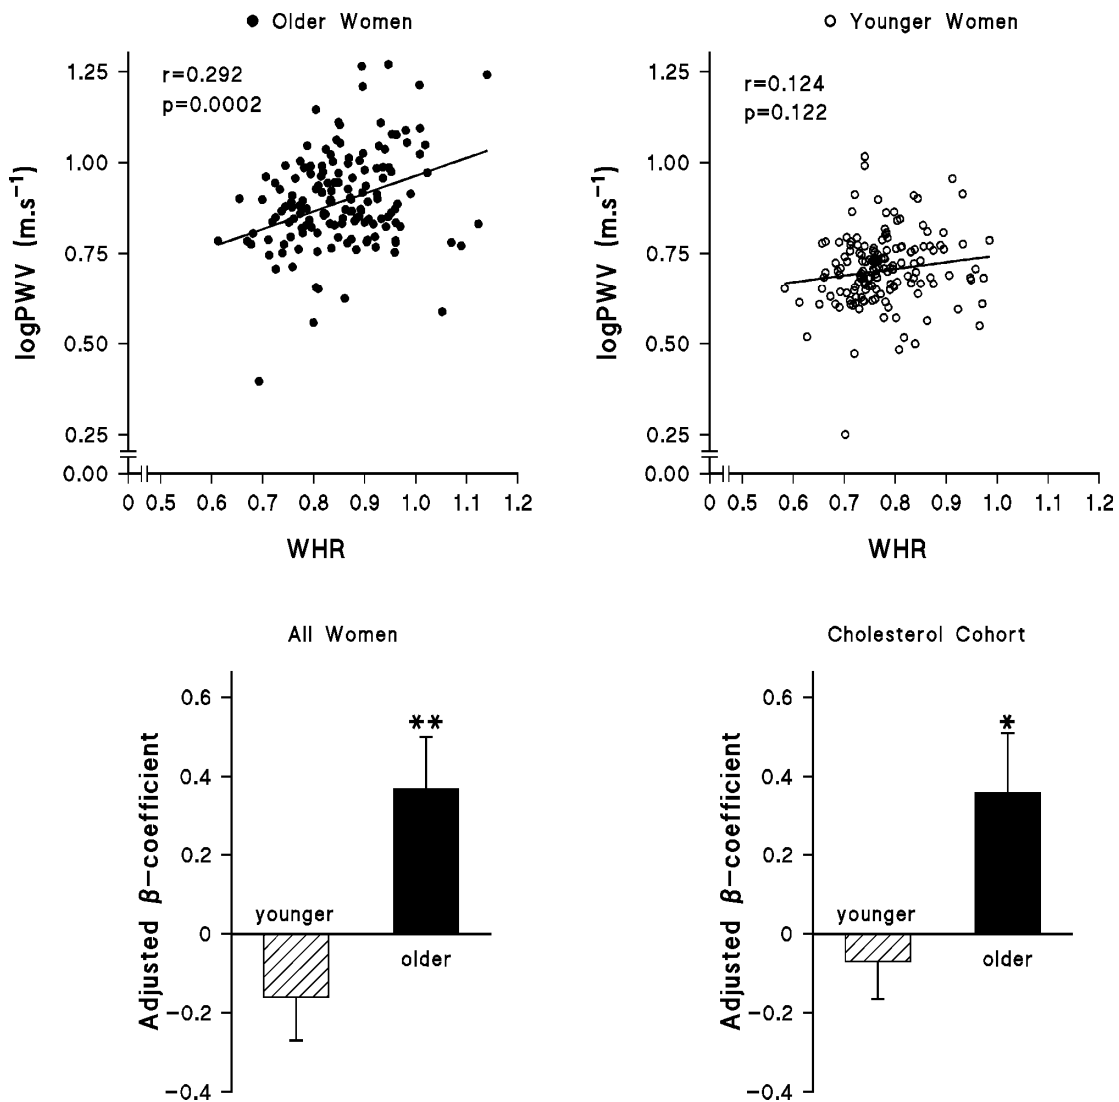 Older Women
r=0.292
p=0.0002
logPWV (m.s⁻¹)
1.25
1.00
0.75
0.50
0.25
0.00
0 0.5 0.6 0.7 0.8 0.9 1.0 1.1 1.2
WHR
Younger Women
r=0.124
p=0.122
logPWV (m.s⁻¹)
1.25
1.00
0.75
0.50
0.25
0.00
0 0.5 0.6 0.7 0.8 0.9 1.0 1.1 1.2
WHR
All Women
Adjusted β-coefficient
0.6
0.4
0.2
0
-0.2
-0.4
**
younger
older
Cholesterol Cohort
Adjusted β-coefficient
0.6
0.4
0.2
0
-0.2
-0.4
*
younger
older